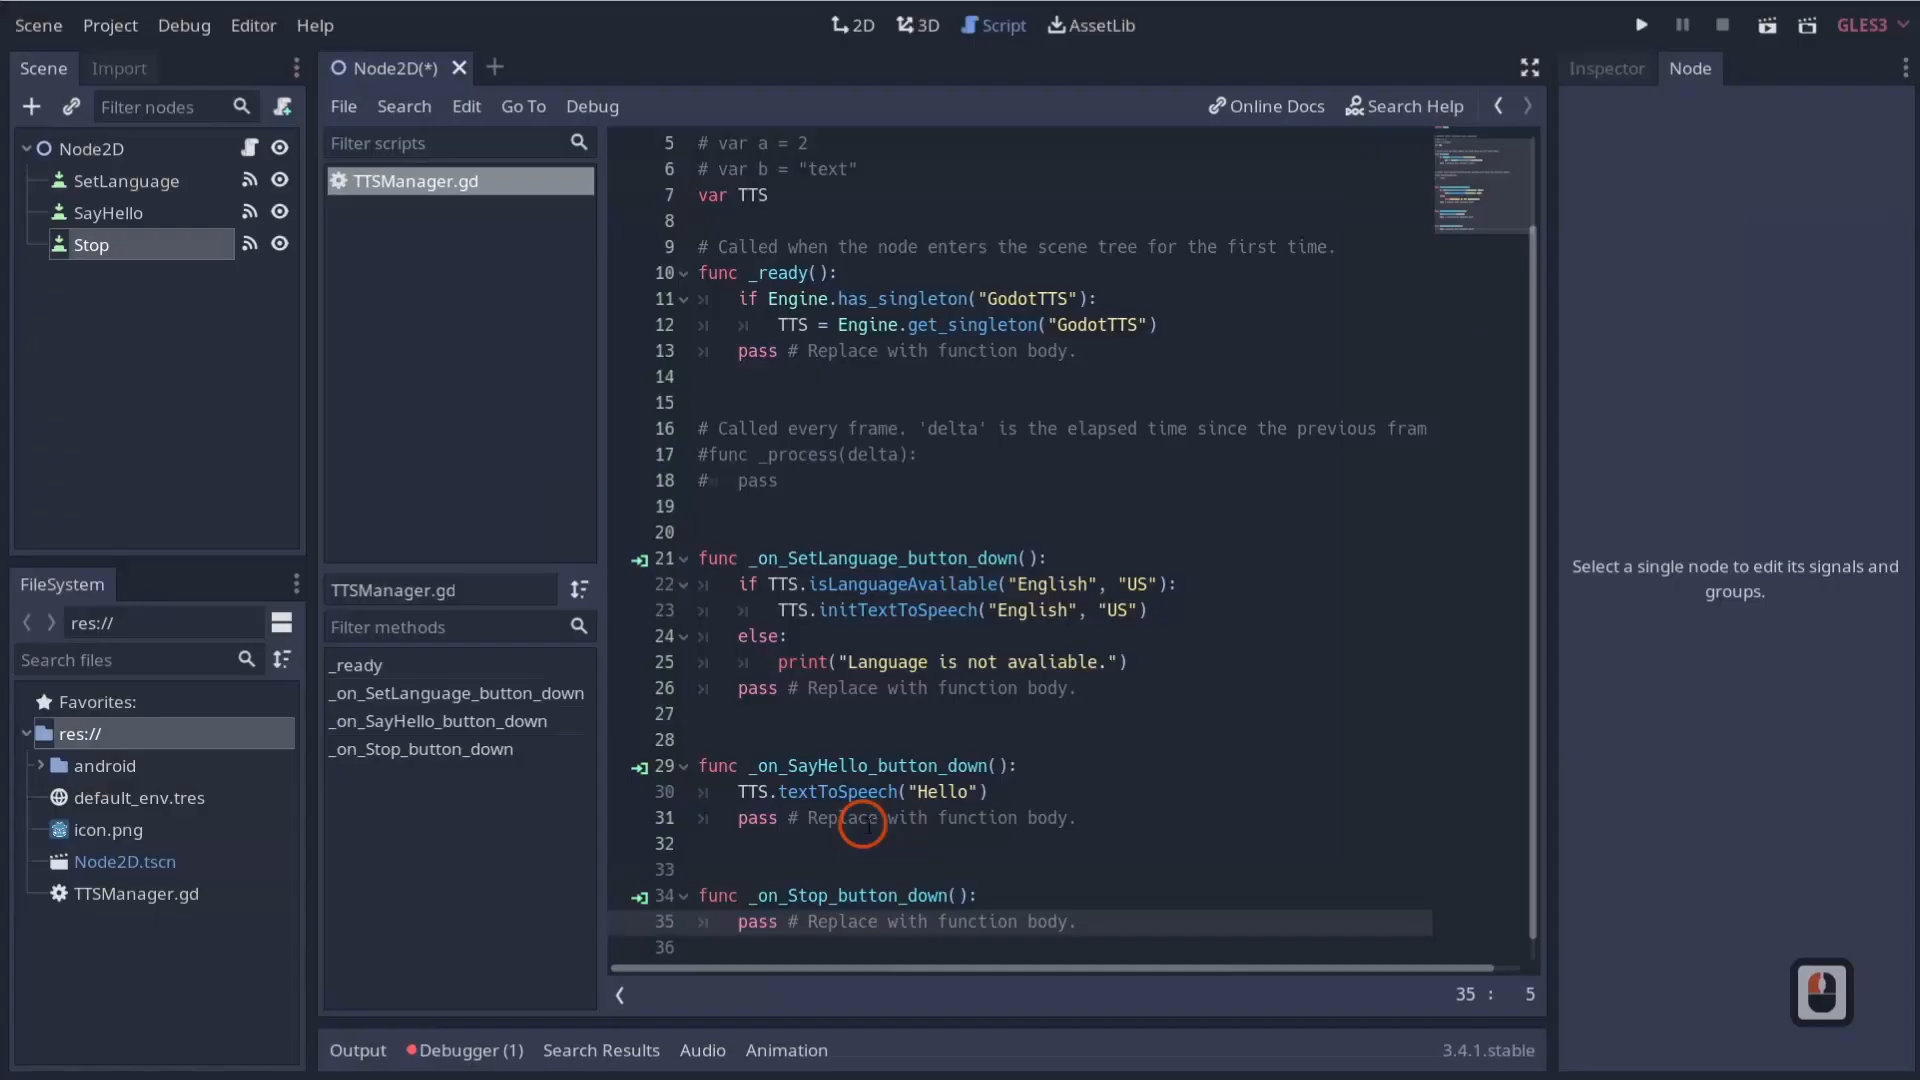 Scene Project Debug Editor Help
2D 3D Script AssetLib
GLES3
Scene Import
Filter nodes
Node2D
SetLanguage
SayHello
Stop
FileSystem
res://
Search files
Favorites:
res://
android
default_env.tres
icon.png
Node2D.tscn
TTSManager.gd
Node2D(*)
File Search Edit Go To Debug
Online Docs Search Help
Filter scripts
TTSManager.gd
TTSManager.gd
Filter methods
_ready
_on_SetLanguage_button_down
_on_SayHello_button_down
_on_Stop_button_down
5 # var a = 2
6 # var b = "text"
7 var TTS
8
9 # Called when the node enters the scene tree for the first time.
10 func _ready():
11 if Engine.has_singleton("GodotTTS"):
12 TTS = Engine.get_singleton("GodotTTS")
13 pass # Replace with function body.
14
15
16 # Called every frame. 'delta' is the elapsed time since the previous fram
17 #func _process(delta):
18 # pass
19
20
21 func _on_SetLanguage_button_down():
22 if TTS.isLanguageAvailable("English", "US"):
23 TTS.initTextToSpeech("English", "US")
24 else:
25 print("Language is not avaliable.")
26 pass # Replace with function body.
27
28
29 func _on_SayHello_button_down():
30 TTS.textToSpeech("Hello")
31 pass # Replace with function body.
32
33
34 func _on_Stop_button_down():
35 pass # Replace with function body.
36
35 : 5
Output Debugger (1) Search Results Audio Animation
3.4.1.stable
Inspector Node
Select a single node to edit its signals and
groups.